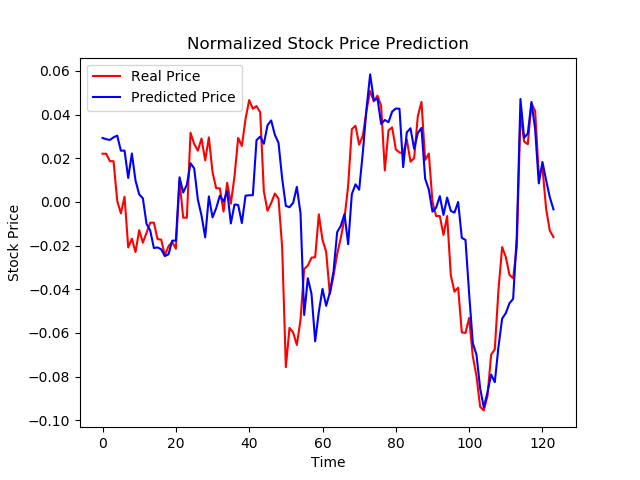 Normalized Stock Price Prediction
Real Price
Predicted Price
0.06
0.04
0.02
0.00
−0.02
−0.04
−0.06
−0.08
−0.10
Stock Price
0 20 40 60 80 100 120
Time